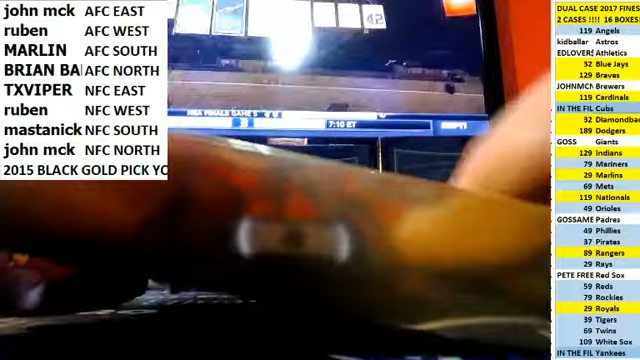 john mck AFC EAST
ruben AFC WEST
MARLIN AFC SOUTH
BRIAN BA AFC NORTH
TXVIPER NFC EAST
ruben NFC WEST
mastanick NFC SOUTH
john mck NFC NORTH
2015 BLACK GOLD PICK YO
42
NBA FINALS GAME 5
7:10 ET
ESPN
DUAL CASE 2017 FINES
2 CASES !!!! 16 BOXES
119 Angels
kidballar Astros
EDLOVERS Athletics
32 Blue Jays
129 Braves
JOHNMCN Brewers
119 Cardinals
IN THE FIL Cubs
32 Diamondba
189 Dodgers
GOSS Giants
129 Indians
79 Mariners
29 Marlins
69 Mets
119 Nationals
49 Orioles
GOSSAME Padres
49 Phillies
37 Pirates
89 Rangers
29 Rays
PETE FREE Red Sox
59 Reds
79 Rockies
29 Royals
39 Tigers
69 Twins
109 White Sox
IN THE FIL Yankees